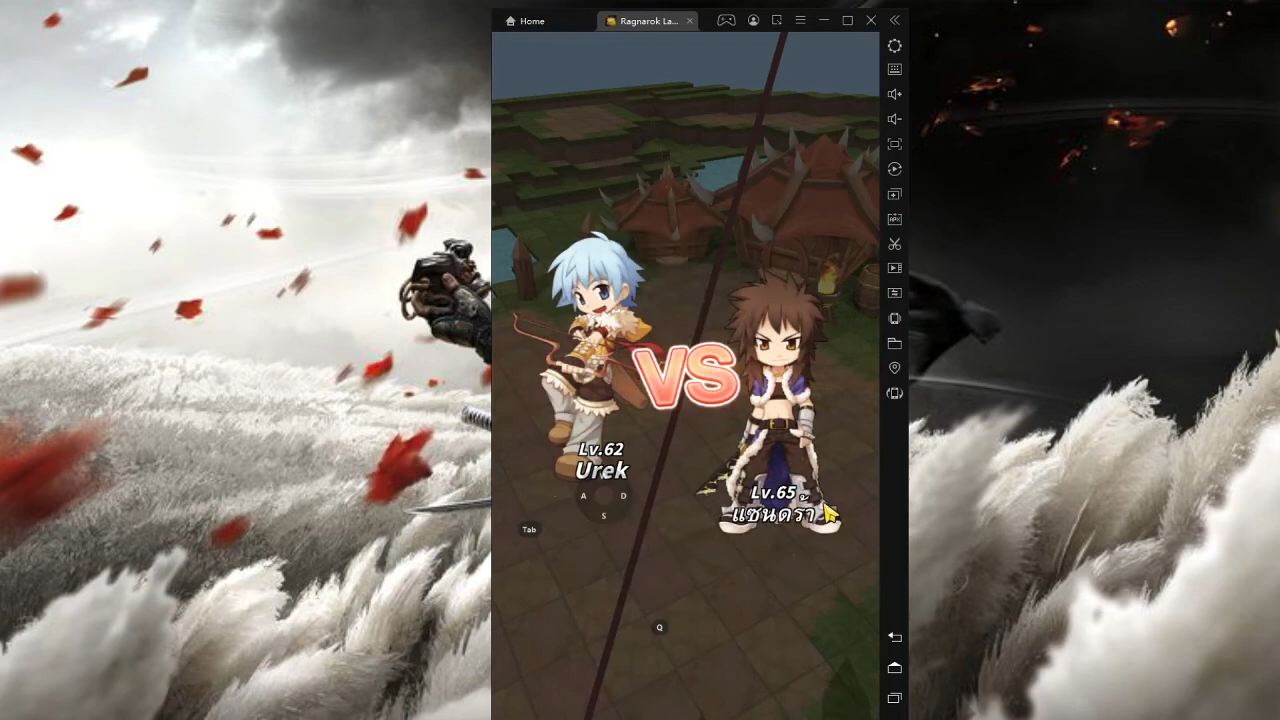 Home
Ragnarok La...
VS
Lv.62
Urek
A
D
S
Lv.65
แซนดร้า
Tab
Q